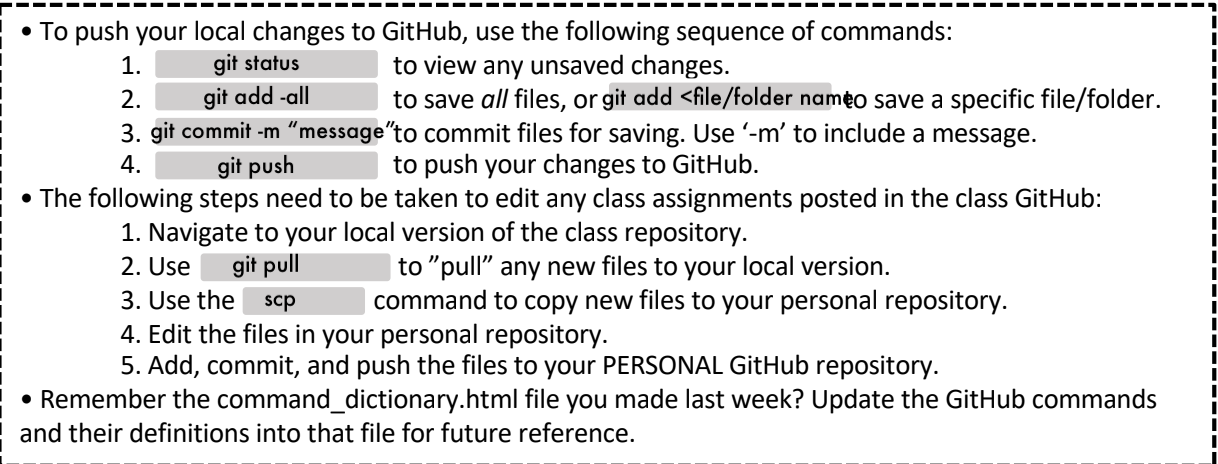 • To push your local changes to GitHub, use the following sequence of commands:
1. git status to view any unsaved changes.
2. git add -all to save all files, or git add <file/folder name to save a specific file/folder.
3. git commit -m “message” to commit files for saving. Use ‘-m’ to include a message.
4. git push to push your changes to GitHub.
• The following steps need to be taken to edit any class assignments posted in the class GitHub:
1. Navigate to your local version of the class repository.
2. Use git pull to ”pull” any new files to your local version.
3. Use the scp command to copy new files to your personal repository.
4. Edit the files in your personal repository.
5. Add, commit, and push the files to your PERSONAL GitHub repository.
• Remember the command_dictionary.html file you made last week? Update the GitHub commands
and their definitions into that file for future reference.